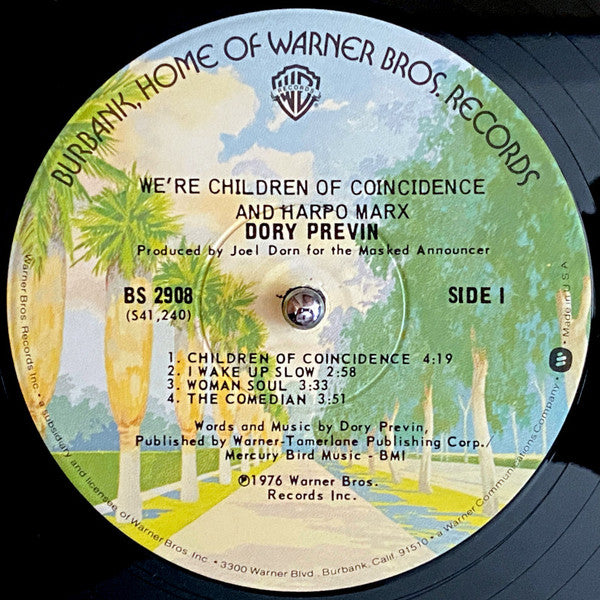 BURBANK, HOME OF WARNER BROS. RECORDS
W
RECORDS
WE'RE CHILDREN OF COINCIDENCE
AND HARPO MARX
DORY PREVIN
Produced by Joel Dorn for the Masked Announcer
BS 2908
SIDE 1
(S41,240)
1. CHILDREN OF COINCIDENCE 4:19
2. I WAKE UP SLOW 2:58
3. WOMAN SOUL 3:33
4. THE COMEDIAN 3:51
Words and Music by Dory Previn,
Published by Warner-Tamerlane Publishing Corp./
Mercury Bird Music - BMI
℗1976 Warner Bros.
Records Inc.
Warner Bros. Records Inc. • a subsidiary and licensee of Warner Bros. Inc. • 3300 Warner Blvd., Burbank, Calif. 91510 • a Warner Communications Company • Made in U.S.A.